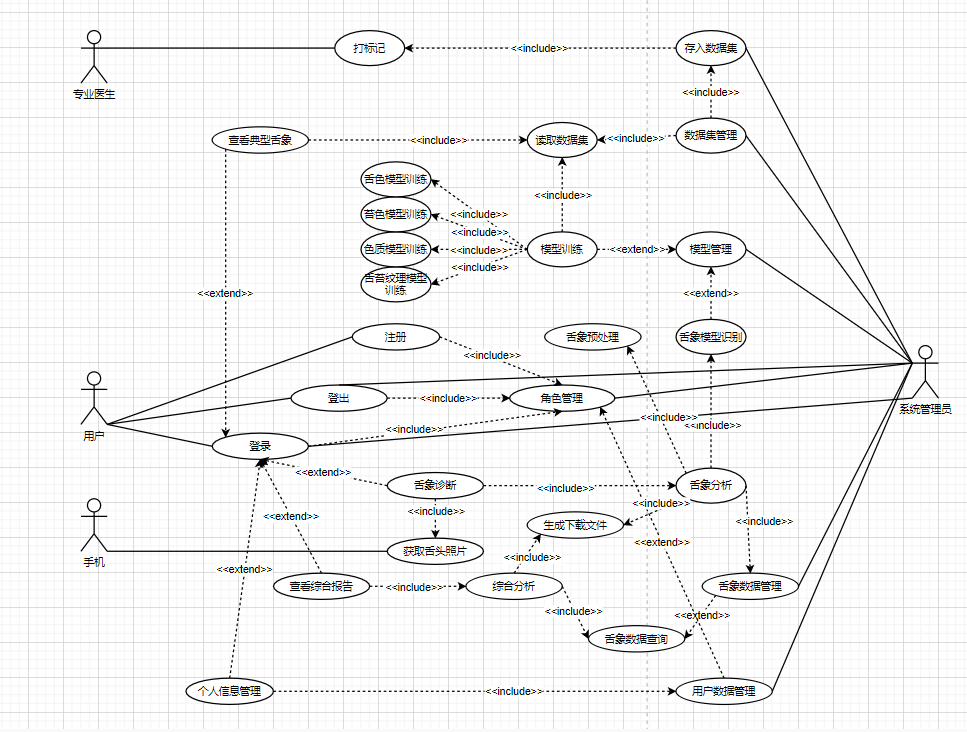 打标记
<<include>>
存入数据集
专业医生
<<include>>
查看典型舌象
<<include>>
读取数据集
<<include>>
数据集管理
舌色模型训练
<<include>>
苔色模型训练
<<include>>
<<include>>
色质模型训练
<<include>>
模型训练
<<extend>>
模型管理
<<include>>
舌苔纹理模型
训练
<<extend>>
<<extend>>
注册
舌象预处理
舌象模型识别
<<include>>
登出
<<include>>
角色管理
系统管理员
用户
<<include>>
<<include>>
<<include>>
登录
<<extend>>
舌象诊断
<<include>>
舌象分析
<<include>>
<<include>>
<<extend>>
生成下载文件
<<include>>
手机
获取舌头照片
<<extend>>
<<include>>
<<extend>>
查看综合报告
<<include>>
综合分析
舌象数据管理
<<include>>
<<extend>>
舌象数据查询
个人信息管理
<<include>>
用户数据管理